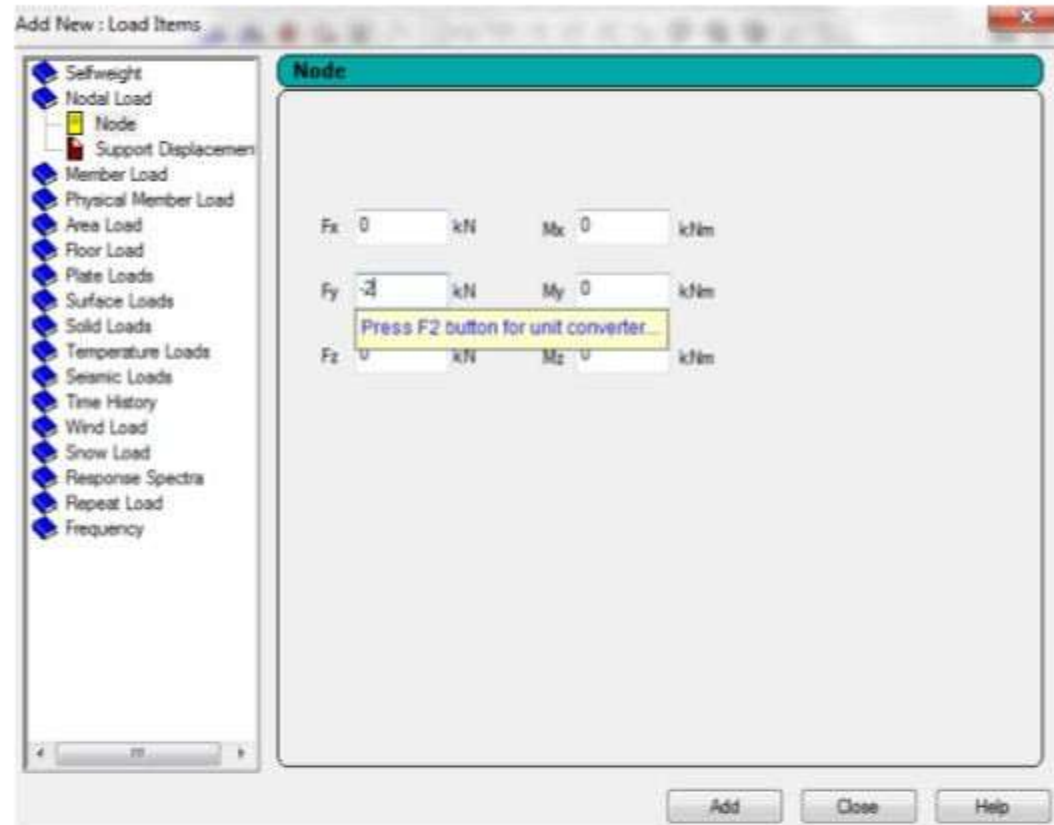 Add New : Load Items
Selfweight
Nodal Load
Node
Support Displacemen
Member Load
Physical Member Load
Area Load
Floor Load
Plate Loads
Surface Loads
Solid Loads
Temperature Loads
Seismic Loads
Time History
Wind Load
Snow Load
Response Spectra
Repeat Load
Frequency
Node
Fx 0 kN Mx 0 kNm
Fy -2 kN My 0 kNm
Press F2 button for unit converter...
Fz 0 kN Mz 0 kNm
Add Close Help